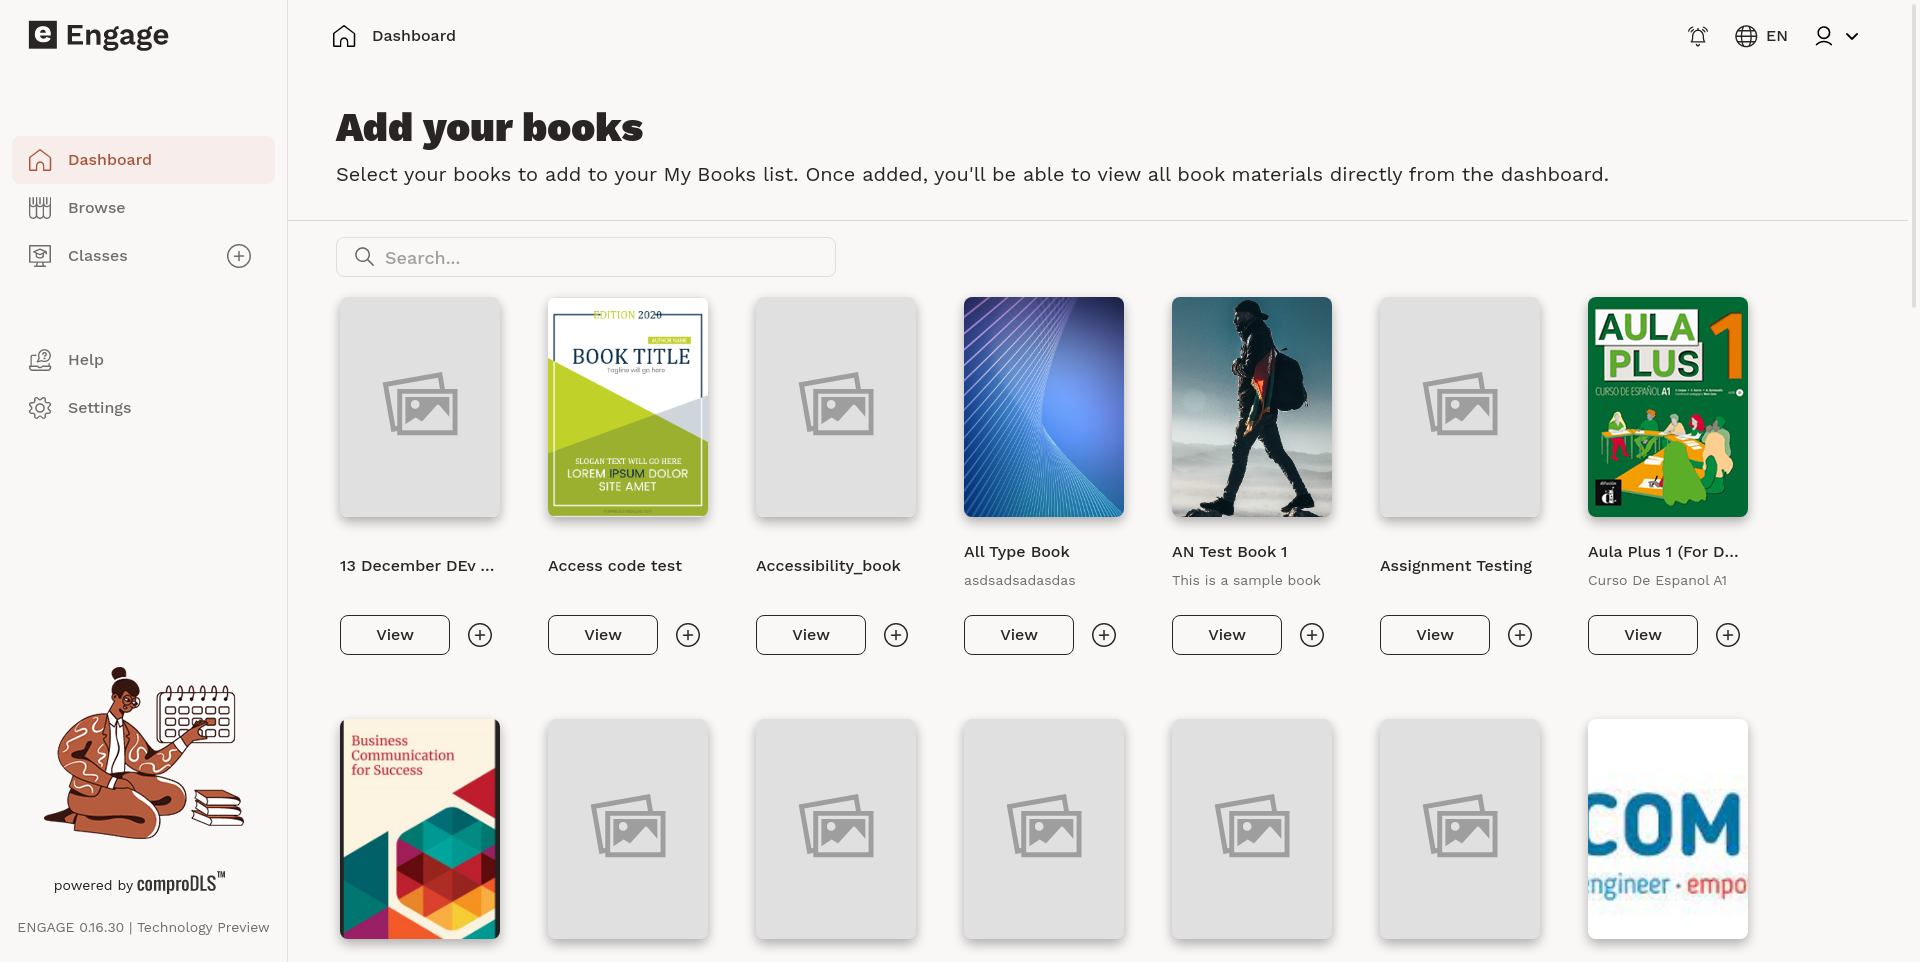 e Engage
Dashboard
EN
Dashboard
Browse
Classes
Help
Settings
powered by comproDLS™
ENGAGE 0.16.30 | Technology Preview
Add your books
Select your books to add to your My Books list. Once added, you'll be able to view all book materials directly from the dashboard.
Search...
EDITION 2020
AUTHOR NAME
BOOK TITLE
Tagline will go here
SLOGAN TEXT WILL GO HERE
LOREM IPSUM DOLOR
SITE AMET
AULA 1
PLUS
CURSO DE ESPAÑOL A1
difusión
13 December DEv ...
Access code test
Accessibility_book
All Type Book
asdsadsadasdas
AN Test Book 1
This is a sample book
Assignment Testing
Aula Plus 1 (For D...
Curso De Espanol A1
View
View
View
View
View
View
View
Business
Communication
for Success
COM
ngineer · empo